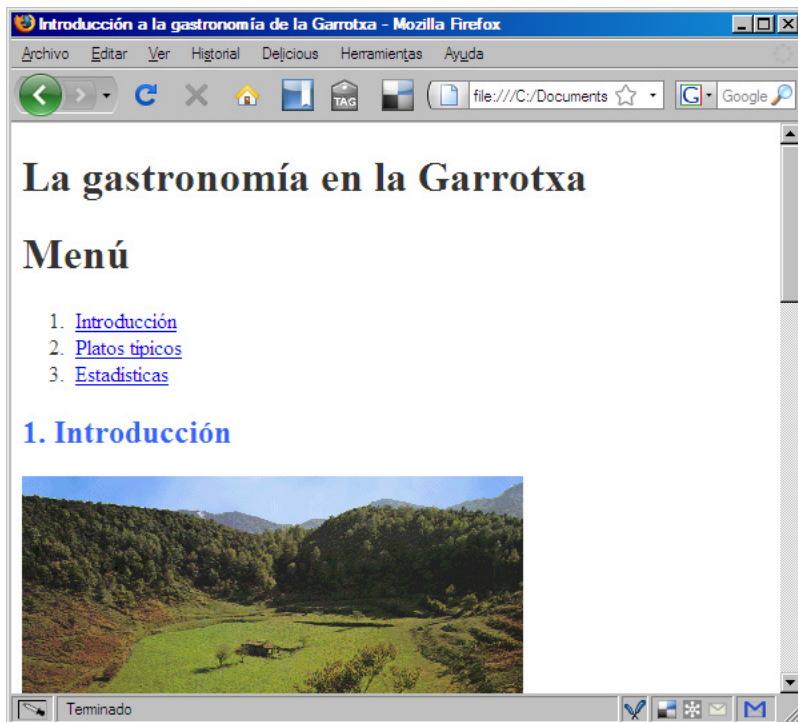 Introducción a la gastronomía de la Garrotxa - Mozilla Firefox
Archivo Editar Ver Historial Delicious Herramientas Ayuda
TAG file:///C:/Documents G Google
La gastronomía en la Garrotxa
Menú
1. Introducción
2. Platos típicos
3. Estadísticas
1. Introducción
Terminado